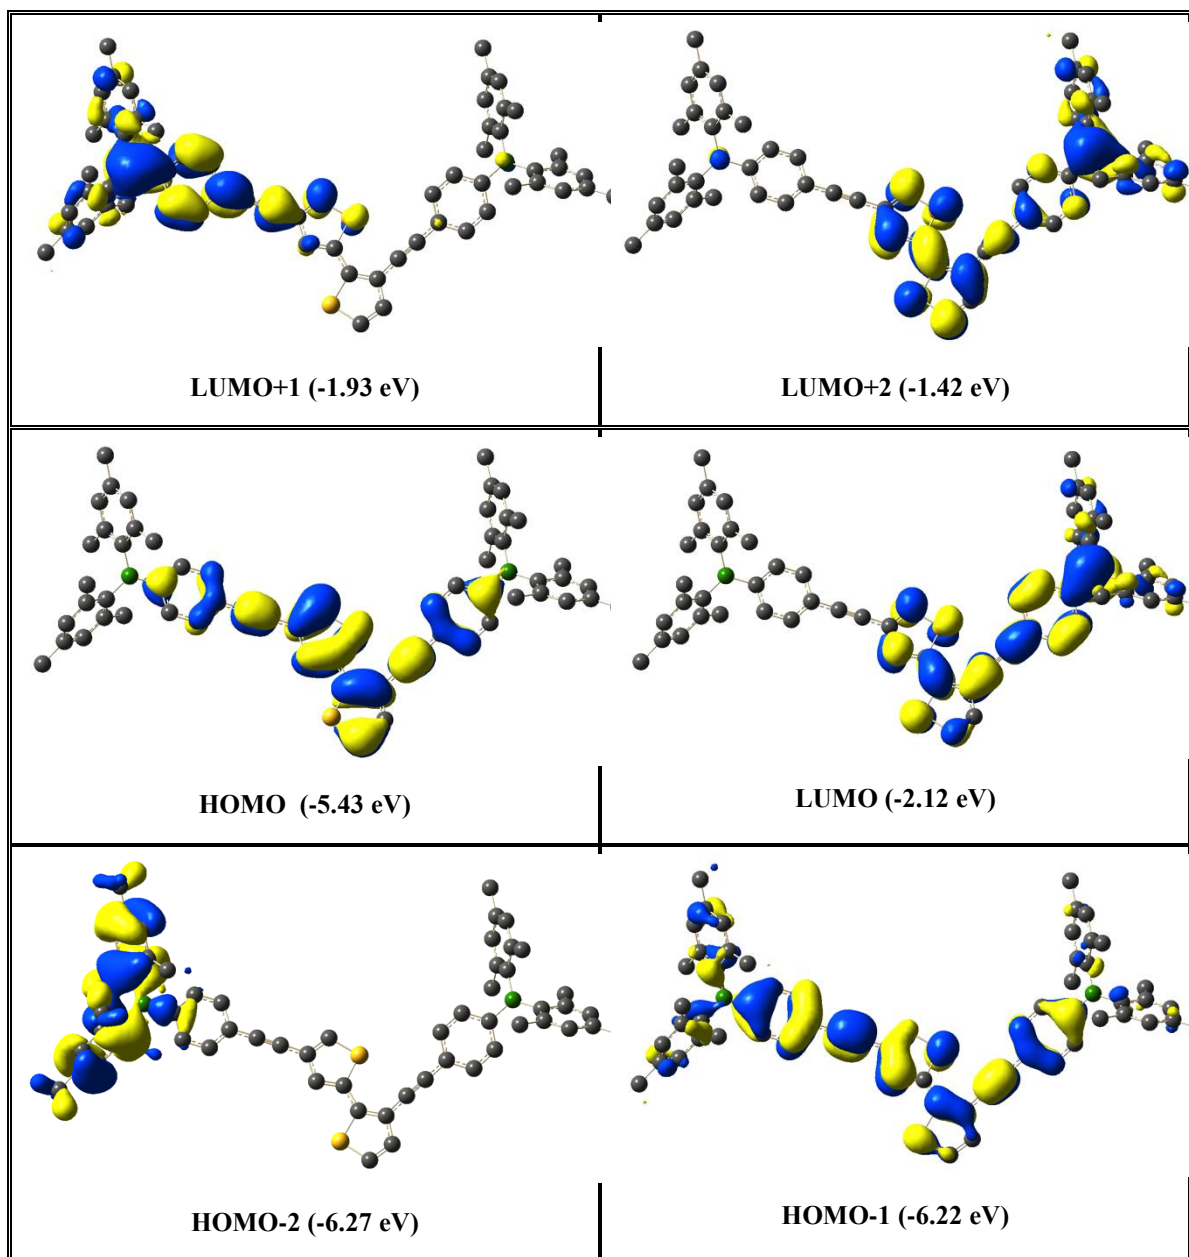 LUMO+1 (-1.93 eV)
LUMO+2 (-1.42 eV)
HOMO  (-5.43 eV)
LUMO (-2.12 eV)
HOMO-2 (-6.27 eV)
HOMO-1 (-6.22 eV)